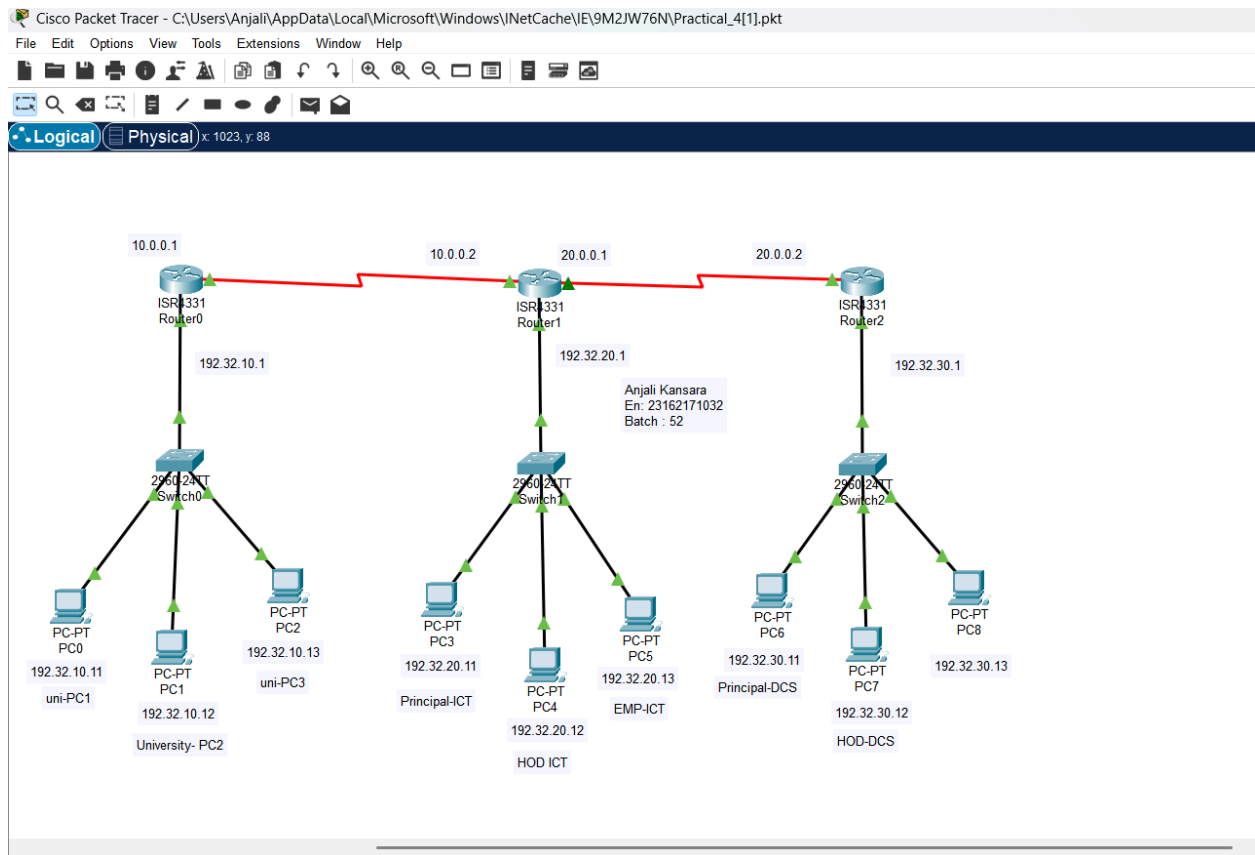 Cisco Packet Tracer - C:\Users\Anjali\AppData\Local\Microsoft\Windows\INetCache\IE\9M2JW76N\Practical_4[1].pkt
File Edit Options View Tools Extensions Window Help
Logical Physical x: 1023, y: 88
10.0.0.1
10.0.0.2
20.0.0.1
20.0.0.2
ISR4331
Router0
ISR4331
Router1
ISR4331
Router2
192.32.10.1
192.32.20.1
192.32.30.1
Anjali Kansara
En: 23162171032
Batch : 52
2960-24TT
Switch0
2960-24TT
Switch1
2960-24TT
Switch2
PC-PT
PC0
192.32.10.11
uni-PC1
PC-PT
PC1
192.32.10.12
University- PC2
PC-PT
PC2
192.32.10.13
uni-PC3
PC-PT
PC3
192.32.20.11
Principal-ICT
PC-PT
PC4
192.32.20.12
HOD ICT
PC-PT
PC5
192.32.20.13
EMP-ICT
PC-PT
PC6
192.32.30.11
Principal-DCS
PC-PT
PC7
192.32.30.12
HOD-DCS
PC-PT
PC8
192.32.30.13